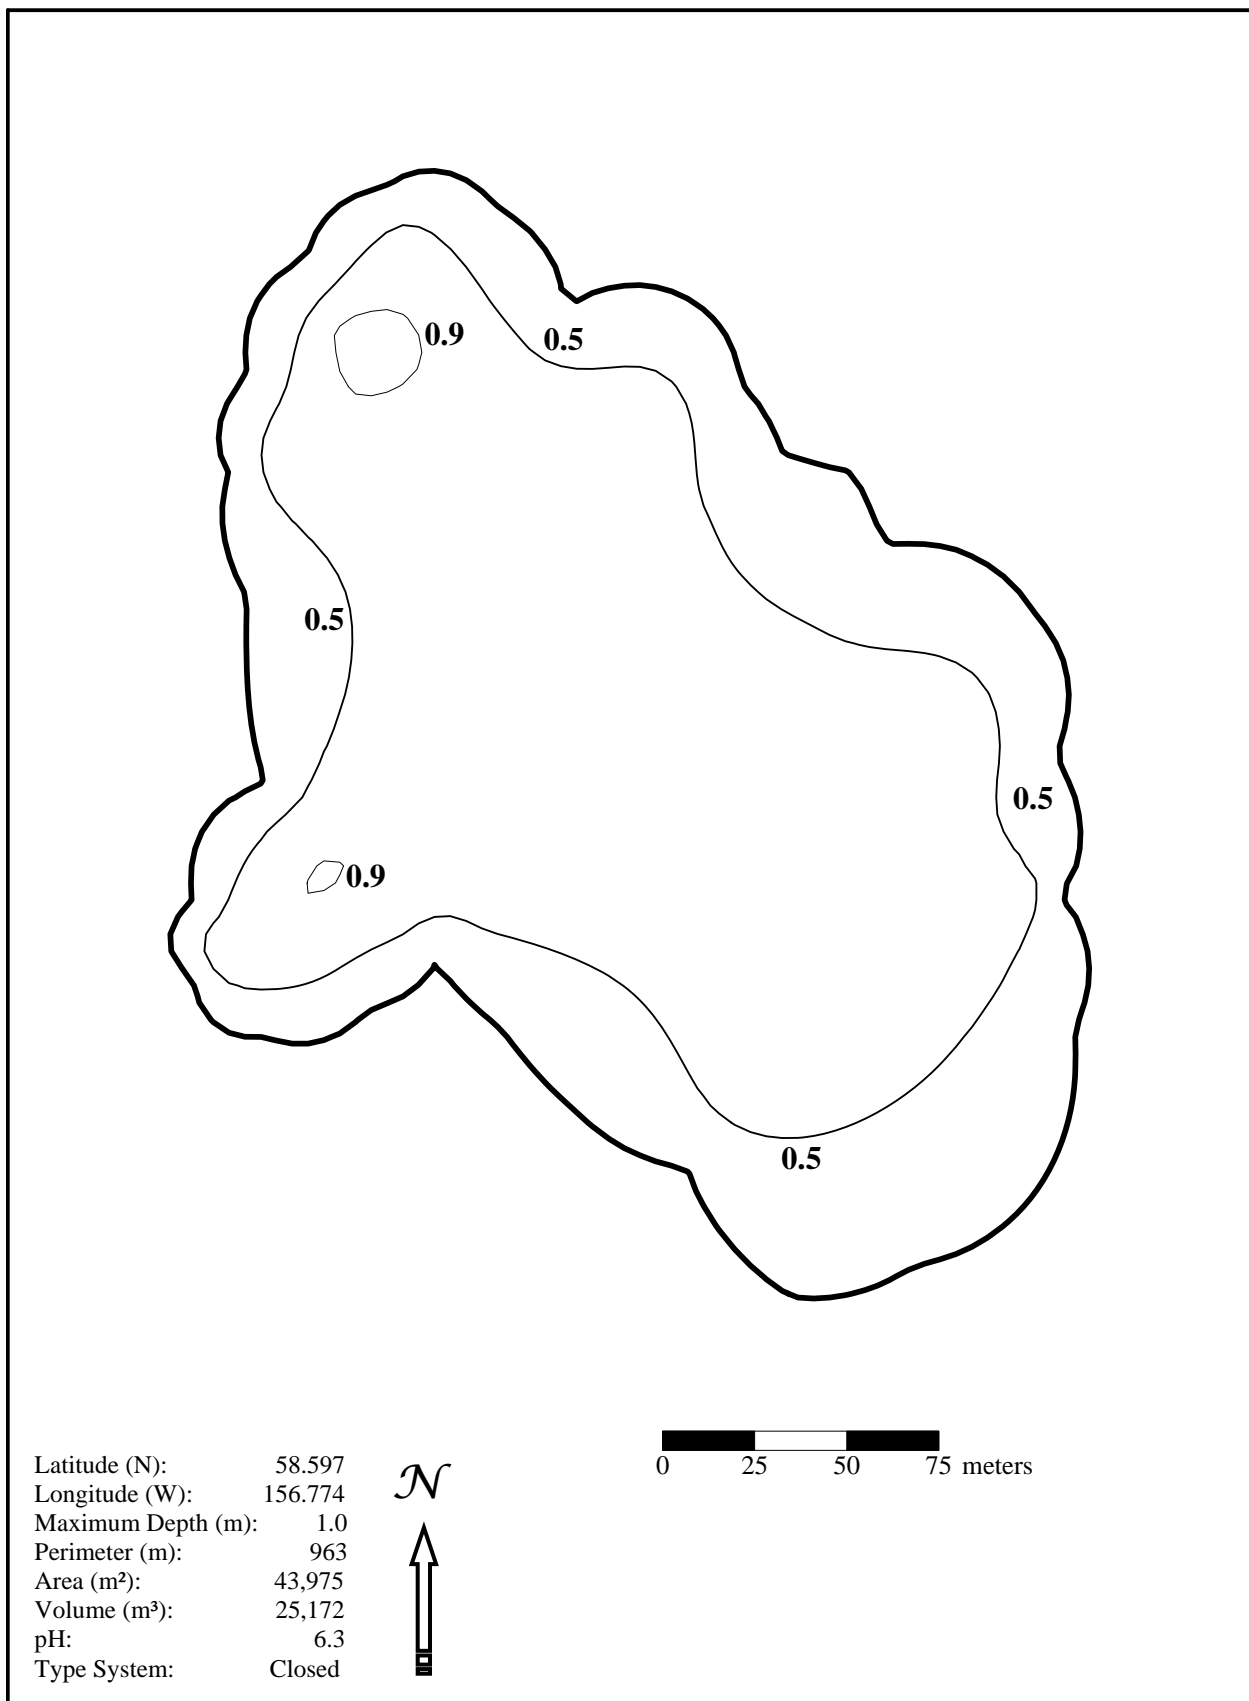 0.9
0.5
0.5
0.5
0.9
0.5
0 25 50 75 meters
Latitude (N): 58.597
N
Longitude (W): 156.774
Maximum Depth (m): 1.0
Perimeter (m): 963
Area (m²): 43,975
Volume (m³): 25,172
pH: 6.3
Type System: Closed